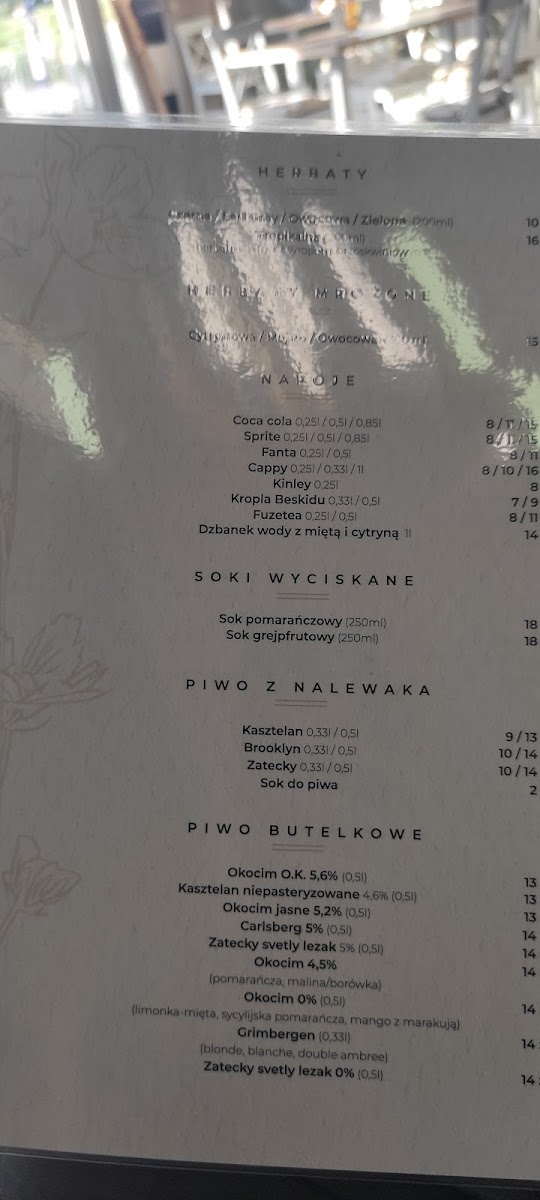 HERBATY
Czarna / Earl Gray / Owocowa / Zielona (200ml) 10
Tropikalna 16
HERBATY MROŻONE
Cytrynowa / Mojito / Owocowa 15
NAPOJE
Coca cola 0,25l / 0,5l / 0,85l 8 / 11 / 15
Sprite 0,25l / 0,5l / 0,85l 8 / 11 / 15
Fanta 0,25l / 0,5l 8 / 11
Cappy 0,25l / 0,33l / 1l 8 / 10 / 16
Kinley 0,25l 8
Kropla Beskidu 0,33l / 0,5l 7 / 9
Fuzetea 0,25l / 0,5l 8 / 11
Dzbanek wody z miętą i cytryną 1l 14
SOKI WYCISKANE
Sok pomarańczowy (250ml) 18
Sok grejpfrutowy (250ml) 18
PIWO Z NALEWAKA
Kasztelan 0,33l / 0,5l 9 / 13
Brooklyn 0,33l / 0,5l 10 / 14
Zatecky 0,33l / 0,5l 10 / 14
Sok do piwa 2
PIWO BUTELKOWE
Okocim O.K. 5,6% (0,5l) 13
Kasztelan niepasteryzowane 4,6% (0,5l) 13
Okocim jasne 5,2% (0,5l) 13
Carlsberg 5% (0,5l) 14
Zatecky svetly lezak 5% (0,5l) 14
Okocim 4,5% 14
(pomarańcza, malina/borówka)
Okocim 0% (0,5l) 14
(limonka-mięta, sycylijska pomarańcza, mango z marakują)
Grimbergen (0,33l) 14
(blonde, blanche, double ambree)
Zatecky svetly lezak 0% (0,5l) 14